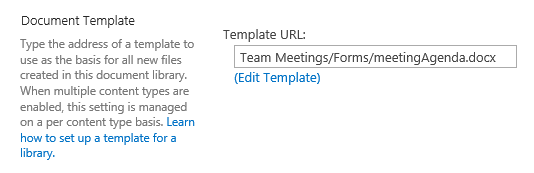 Document Template
Type the address of a template to
use as the basis for all new files
created in this document library.
When multiple content types are
enabled, this setting is managed
on a per content type basis. Learn
how to set up a template for a
library.
Template URL:
Team Meetings/Forms/meetingAgenda.docx
(Edit Template)